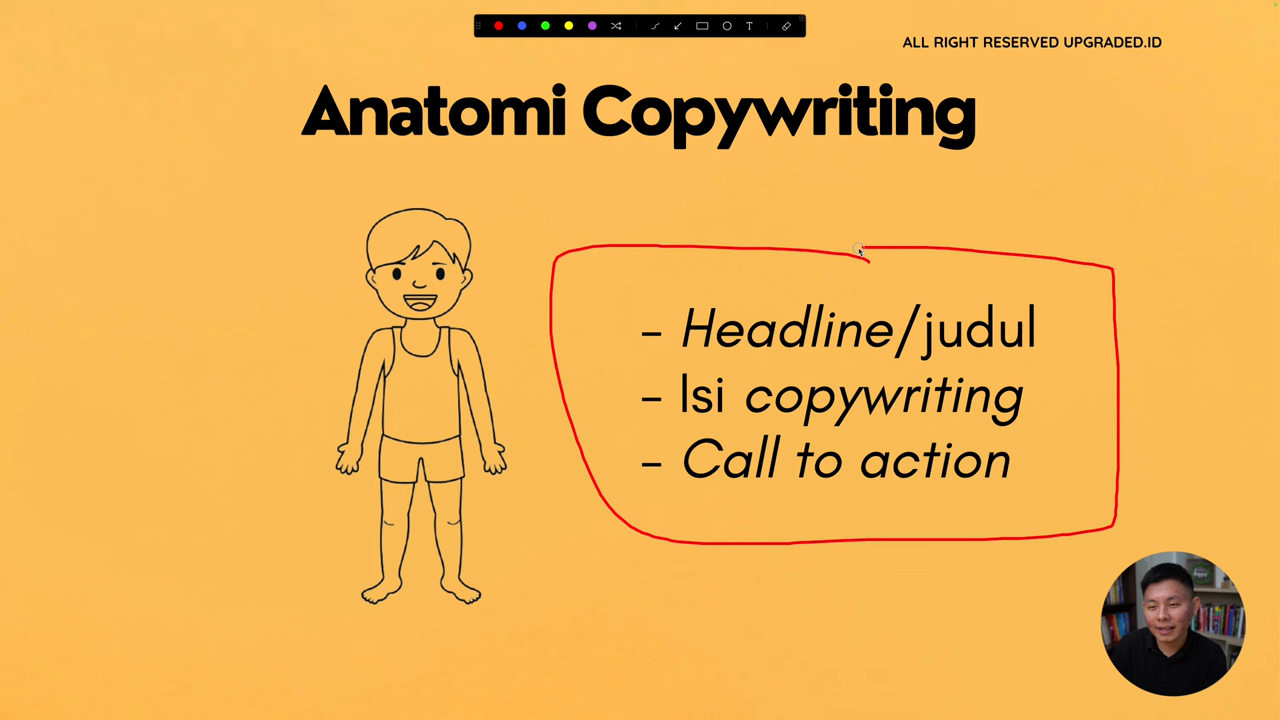 ALL RIGHT RESERVED UPGRADED.ID
Anatomi Copywriting
- Headline/judul
- Isi copywriting
- Call to action